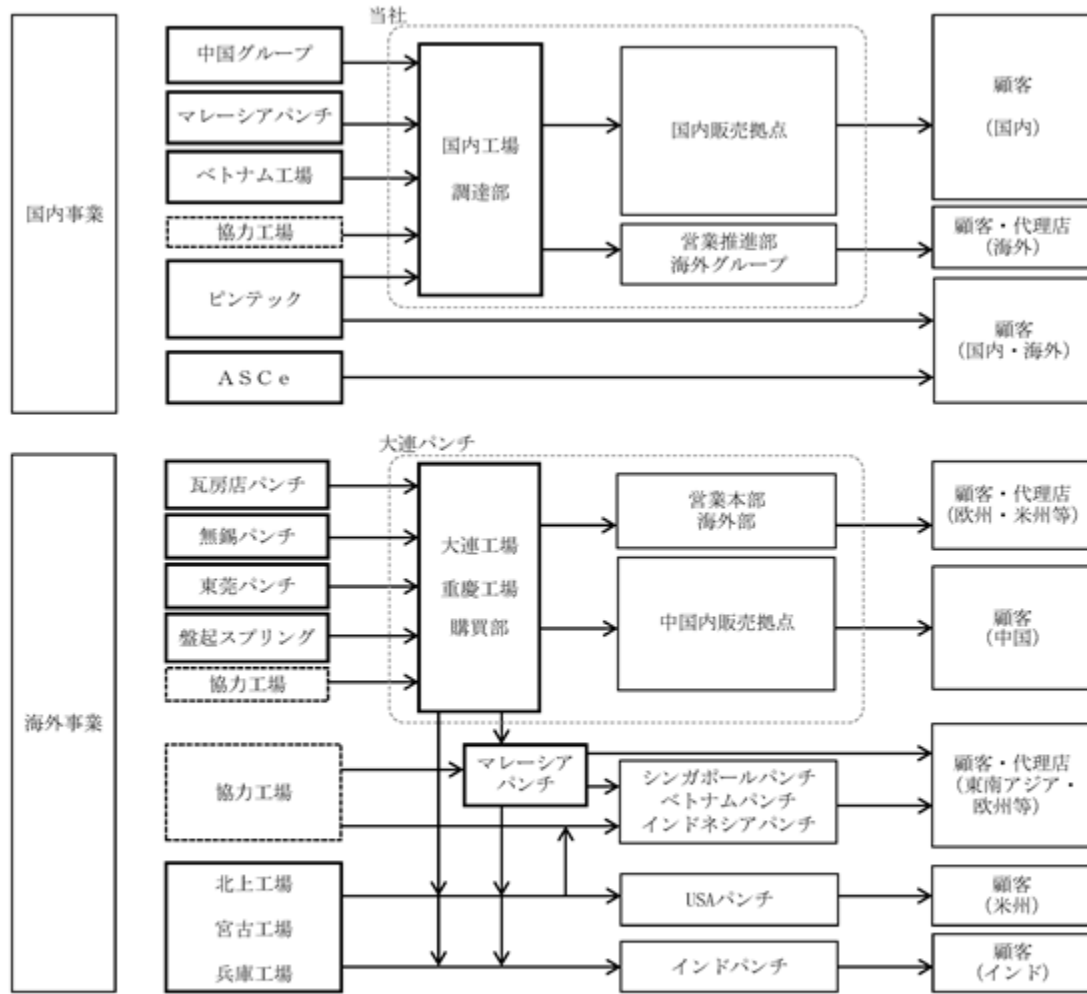 当社
国内事業
中国グループ
マレーシアパンチ
ベトナム工場
協力工場
ピンテック
ＡＳＣｅ
国内工場
調達部
国内販売拠点
営業推進部
海外グループ
顧客
(国内)
顧客・代理店
(海外)
顧客
(国内・海外)
大連パンチ
海外事業
瓦房店パンチ
無錫パンチ
東莞パンチ
盤起スプリング
協力工場
大連工場
重慶工場
購買部
営業本部
海外部
中国内販売拠点
顧客・代理店
(欧州・米州等)
顧客
(中国)
協力工場
マレーシア
パンチ
シンガポールパンチ
ベトナムパンチ
インドネシアパンチ
顧客・代理店
(東南アジア・
欧州等)
北上工場
宮古工場
兵庫工場
USAパンチ
インドパンチ
顧客
(米州)
顧客
(インド)